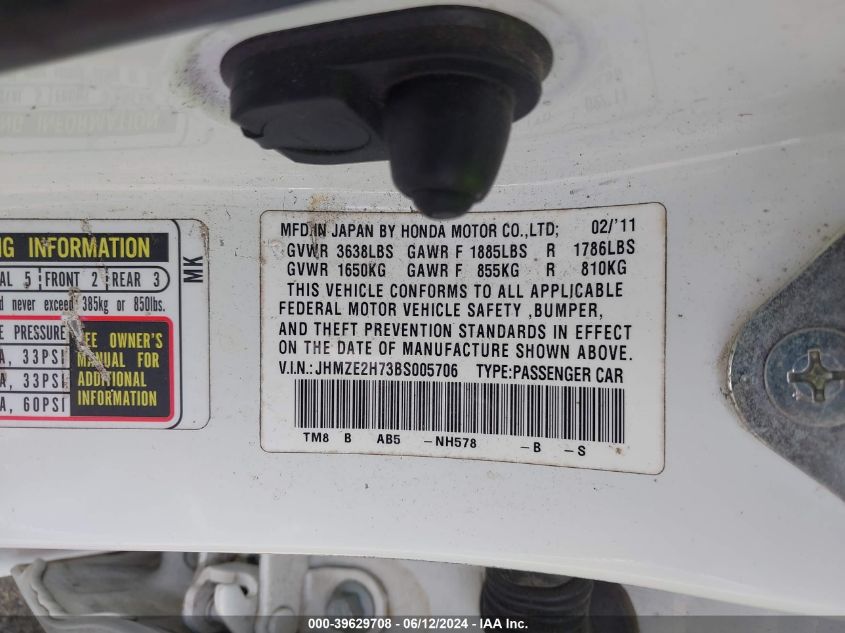 NG INFORMATION
AL 5 FRONT 2 REAR 3
d never exceed 385kg or 850lbs.
E PRESSURE
A, 33PSI
A, 33PSI
A, 60PSI
SEE OWNER'S
MANUAL FOR
ADDITIONAL
INFORMATION
MK
MFD.IN JAPAN BY HONDA MOTOR CO.,LTD; 02/'11
GVWR 3638LBS GAWR F 1885LBS R 1786LBS
GVWR 1650KG GAWR F 855KG R 810KG
THIS VEHICLE CONFORMS TO ALL APPLICABLE
FEDERAL MOTOR VEHICLE SAFETY ,BUMPER,
AND THEFT PREVENTION STANDARDS IN EFFECT
ON THE DATE OF MANUFACTURE SHOWN ABOVE.
V.I.N.: JHMZE2H73BS005706 TYPE:PASSENGER CAR
TM8 B AB5 -NH578 -B -S
000-39629708 - 06/12/2024 - IAA Inc.